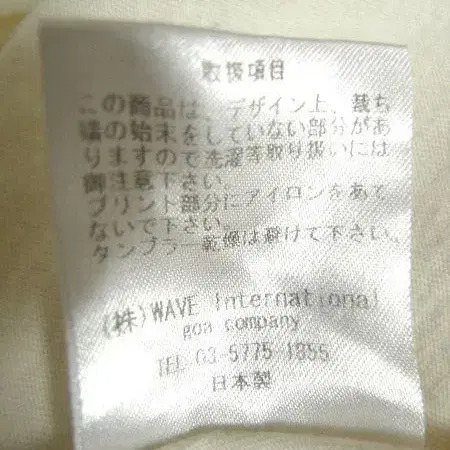 取扱項目
この商品は、デザイン上、裁ち
端の始末をしていない部分があ
りますので洗濯等取り扱いには
御注意下さい。
プリント部分にアイロンをあて
ないで下さい。
タンブラー乾燥は避けて下さい。
(株)WAVE International
goa company
TEL 03-5775-1855
日本製